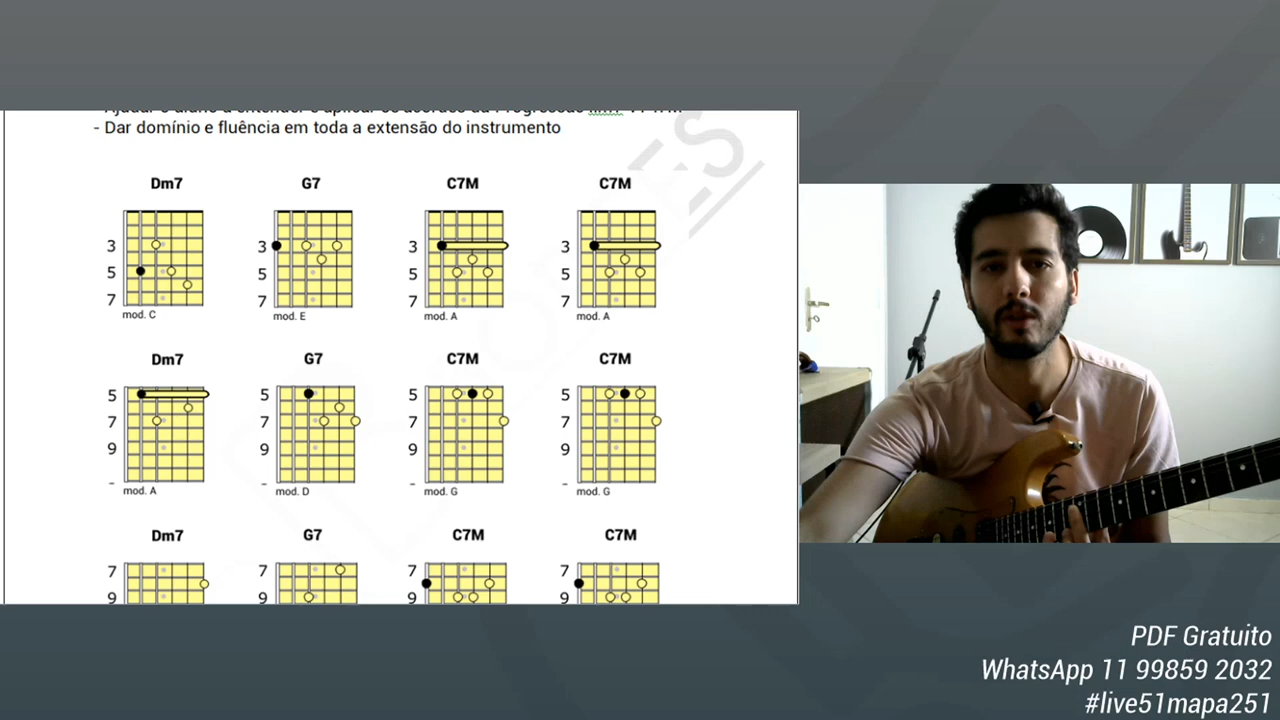 - Dar domínio e fluência em toda a extensão do instrumento
Dm7 G7 C7M C7M
3 3 3 3
5 5 5 5
7 7 7 7
mod. C mod. E mod. A mod. A
Dm7 G7 C7M C7M
5 5 5 5
7 7 7 7
9 9 9 9
- - - -
mod. A mod. D mod. G mod. G
Dm7 G7 C7M C7M
7 7 7 7
9 9 9 9
PDF Gratuito
WhatsApp 11 99859 2032
#live51mapa251